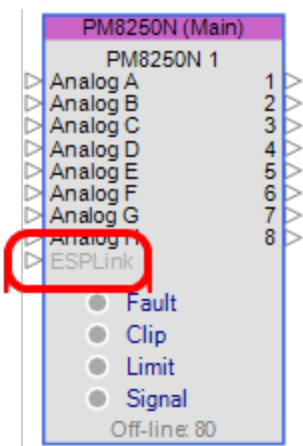 PM8250N (Main)
PM8250N 1
Analog A 1
Analog B 2
Analog C 3
Analog D 4
Analog E 5
Analog F 6
Analog G 7
Analog H 8
ESPLink
Fault
Clip
Limit
Signal
Off-line: 80